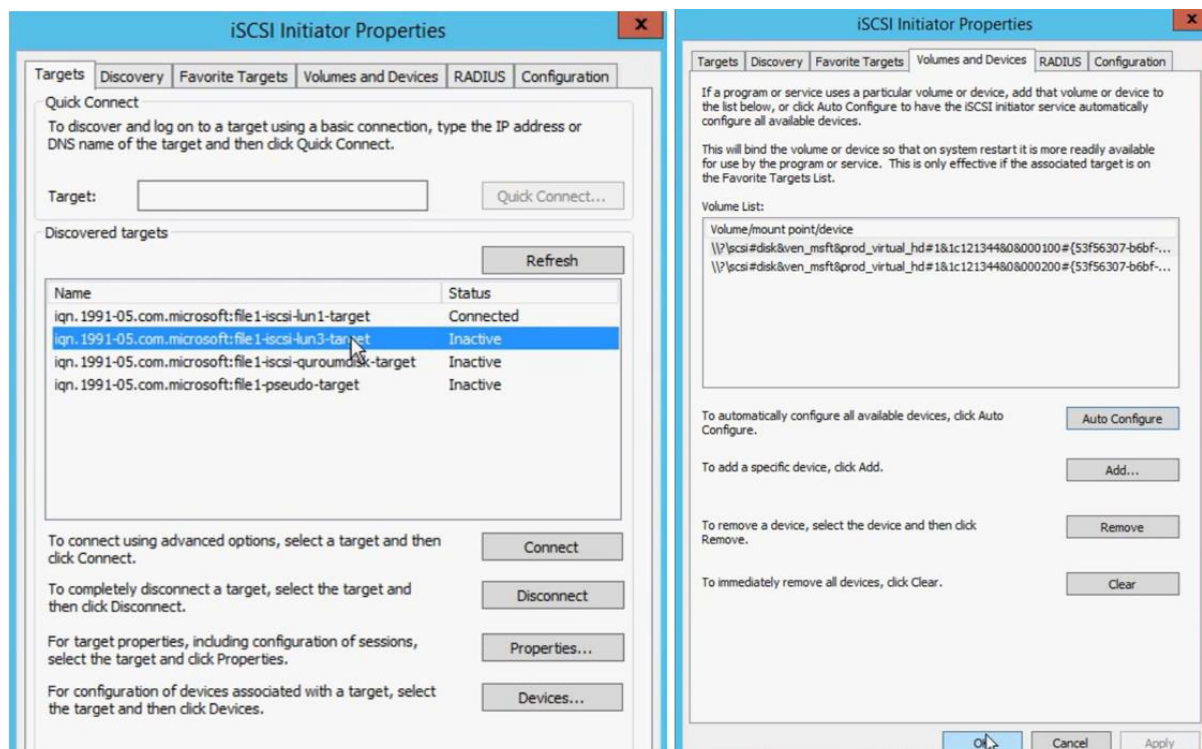 iSCSI Initiator Properties
x
Targets Discovery Favorite Targets Volumes and Devices RADIUS Configuration
Quick Connect
To discover and log on to a target using a basic connection, type the IP address or
DNS name of the target and then click Quick Connect.
Target:
Quick Connect...
Discovered targets
Refresh
Name Status
iqn.1991-05.com.microsoft:file1-iscsi-lun1-target Connected
iqn.1991-05.com.microsoft:file1-iscsi-lun3-target Inactive
iqn.1991-05.com.microsoft:file1-iscsi-quroumdisk-target Inactive
iqn.1991-05.com.microsoft:file1-pseudo-target Inactive
To connect using advanced options, select a target and then
click Connect.
Connect
To completely disconnect a target, select the target and
then click Disconnect.
Disconnect
For target properties, including configuration of sessions,
select the target and click Properties.
Properties...
For configuration of devices associated with a target, select
the target and then click Devices.
Devices...
iSCSI Initiator Properties
x
Targets Discovery Favorite Targets Volumes and Devices RADIUS Configuration
If a program or service uses a particular volume or device, add that volume or device to
the list below, or click Auto Configure to have the iSCSI initiator service automatically
configure all available devices.
This will bind the volume or device so that on system restart it is more readily available
for use by the program or service. This is only effective if the associated target is on
the Favorite Targets List.
Volume List:
Volume/mount point/device
\\?\scsi#disk&ven_msft&prod_virtual_hd#1&1c121344&0&000100#{53f56307-b6bf-...
\\?\scsi#disk&ven_msft&prod_virtual_hd#1&1c121344&0&000200#{53f56307-b6bf-...
To automatically configure all available devices, click Auto
Configure.
Auto Configure
To add a specific device, click Add.
Add...
To remove a device, select the device and then click
Remove.
Remove
To immediately remove all devices, click Clear.
Clear
OK Cancel Apply